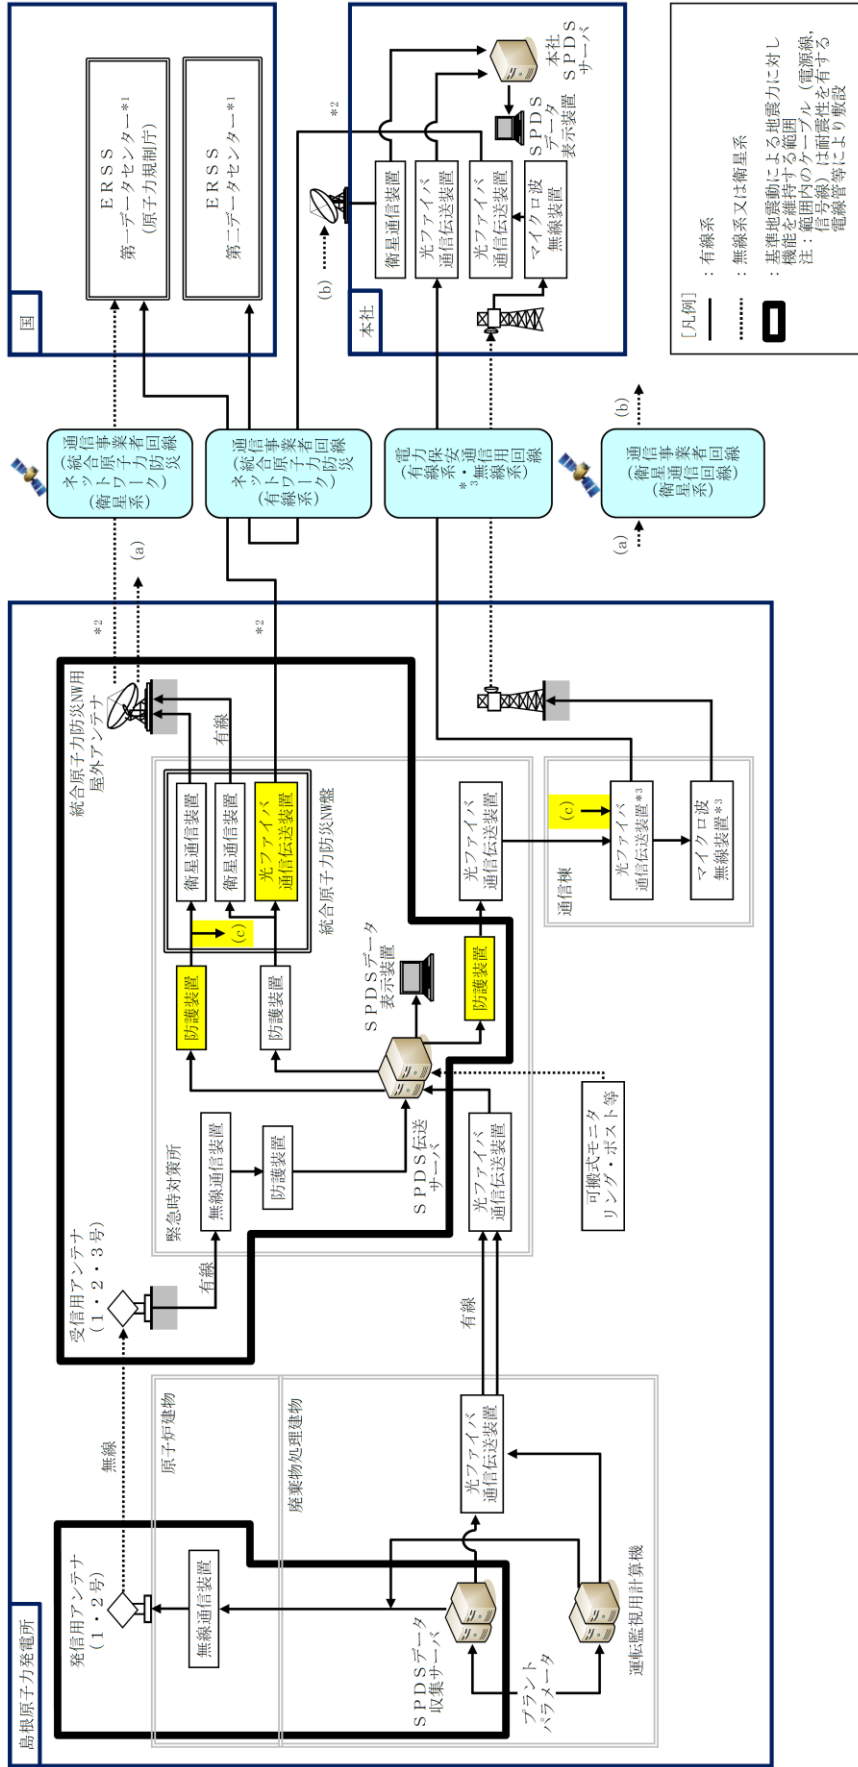 島根原子力発電所
発信用アンテナ
(1・2号)
無線
受信用アンテナ
(1・2・3号)
有線
原子炉建物
廃棄物処理建物
無線通信装置
SPDSデータ
収集サーバ
プラント
パラメータ
運転監視用計算機
光ファイバ
通信伝送装置
有線
緊急時対策所
無線通信装置
防護装置
SPDS伝送
サーバ
光ファイバ
通信伝送装置
可搬式モニタ
リング・ポスト等
防護装置
防護装置
SPDSデータ
表示装置
防護装置
(c)
統合原子力防災NW盤
衛星通信装置
衛星通信装置
光ファイバ
通信伝送装置
有線
統合原子力防災NW用
屋外アンテナ
光ファイバ
通信伝送装置
通信棟
(c)
光ファイバ
通信伝送装置*3
マイクロ波
無線装置*3
*2
(a)
*2
通信事業者回線
(統合原子力防災
ネットワーク)
(衛星系)
通信事業者回線
(統合原子力防災
ネットワーク)
(有線系)
電力保安通信用回線
(有線系・無線系)
*3
(a)
通信事業者回線
(衛星通信回線)
(衛星系)
(b)
国
ERSS
第一データセンター*1
(原子力規制庁)
ERSS
第二データセンター*1
*2
本社
(b)
衛星通信装置
光ファイバ
通信伝送装置
光ファイバ
通信伝送装置
マイクロ波
無線装置
本社
SPDS
サーバ
SPDS
データ
表示装置
[凡例]
:有線系
:無線系又は衛星系
:基準地震動による地震力に対し
機能を維持する範囲
注:範囲内のケーブル(電源線,
信号線)は耐震性を有する
電線管等により敷設